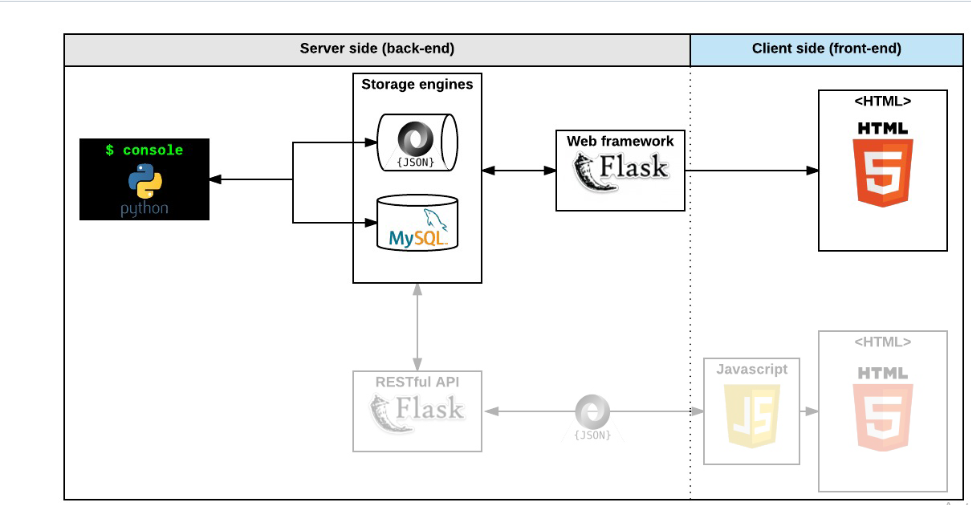 Server side (back-end)
Client side (front-end)
Storage engines
{JSON}
MySQL
$ console
python
Web framework
Flask
<HTML>
HTML
5
RESTful API
Flask
{JSON}
Javascript
JS
<HTML>
HTML
5